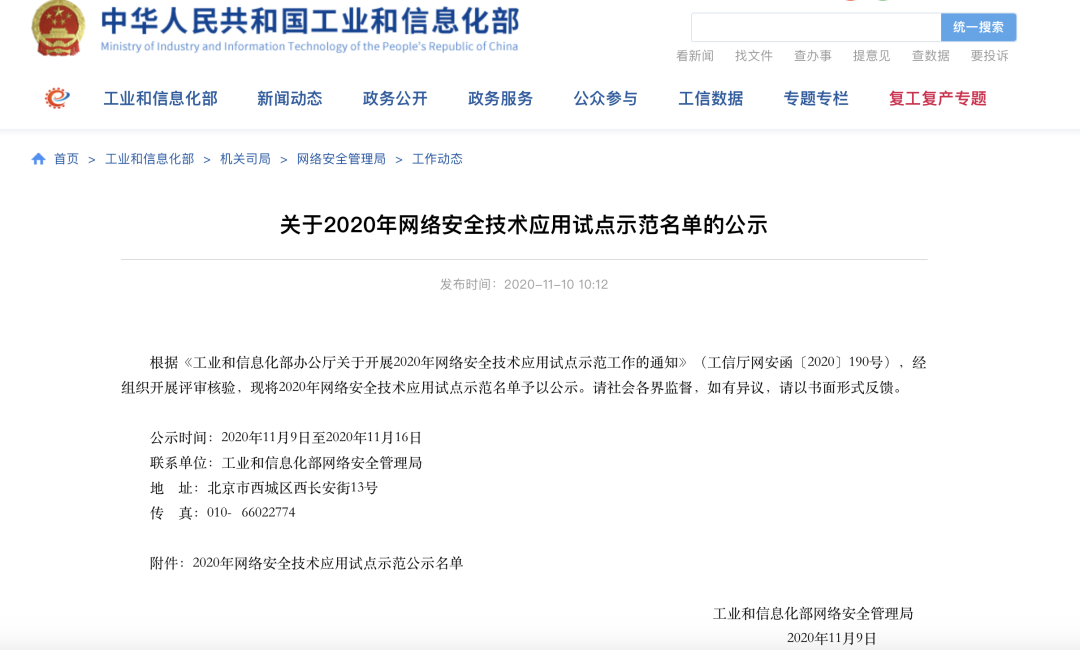 中华人民共和国工业和信息化部
Ministry of Industry and Information Technology of the People's Republic of China
统一搜索
看新闻 找文件 查办事 提意见 查数据 要投诉
工业和信息化部 新闻动态 政务公开 政务服务 公众参与 工信数据 专题专栏 复工复产专题
首页 > 工业和信息化部 > 机关司局 > 网络安全管理局 > 工作动态
关于2020年网络安全技术应用试点示范名单的公示
发布时间：2020-11-10 10:12
根据《工业和信息化部办公厅关于开展2020年网络安全技术应用试点示范工作的通知》（工信厅网安函〔2020〕190号），经
组织开展评审核验，现将2020年网络安全技术应用试点示范名单予以公示。请社会各界监督，如有异议，请以书面形式反馈。
公示时间：2020年11月9日至2020年11月16日
联系单位：工业和信息化部网络安全管理局
地　址：北京市西城区西长安街13号
传　真：010- 66022774
附件：2020年网络安全技术应用试点示范公示名单
工业和信息化部网络安全管理局
2020年11月9日